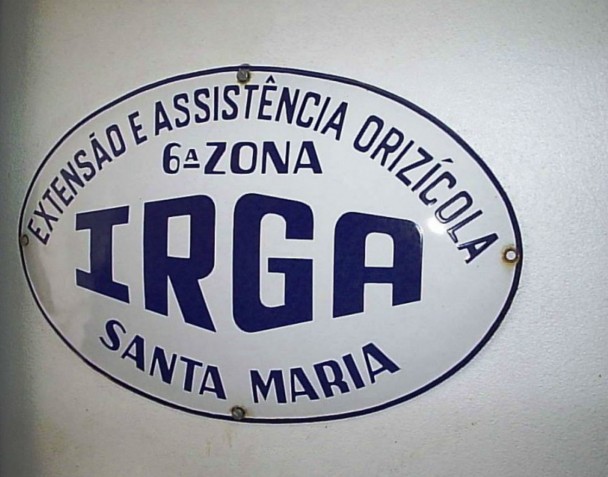 EXTENSÃO E ASSISTÊNCIA ORIZÍCOLA
6ª ZONA
IRGA
SANTA MARIA